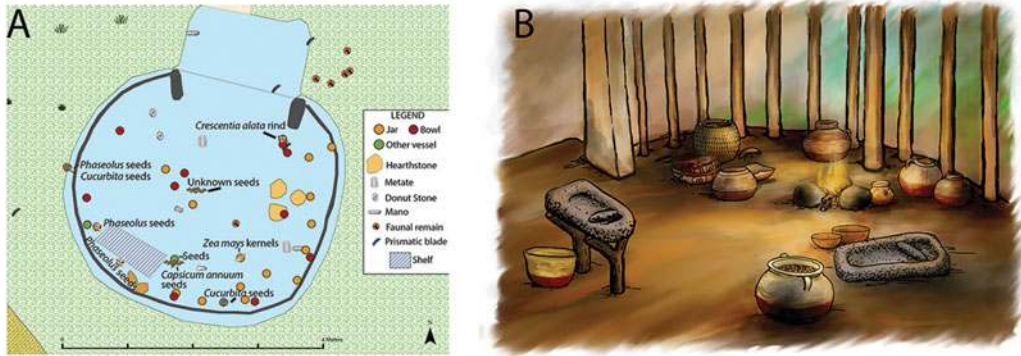 A
Crescentia alata rind
Phaseolus seeds
Cucurbita seeds
Unknown seeds
Phaseolus seeds
Phaseolus seeds
Zea mays kernels
Seeds
Capsicum annuum
seeds
Cucurbita seeds
0
4 Meters
N
LEGEND
Jar
Bowl
Other vessel
Hearthstone
Metate
Donut Stone
Mano
Faunal remain
Prismatic blade
Shelf
B